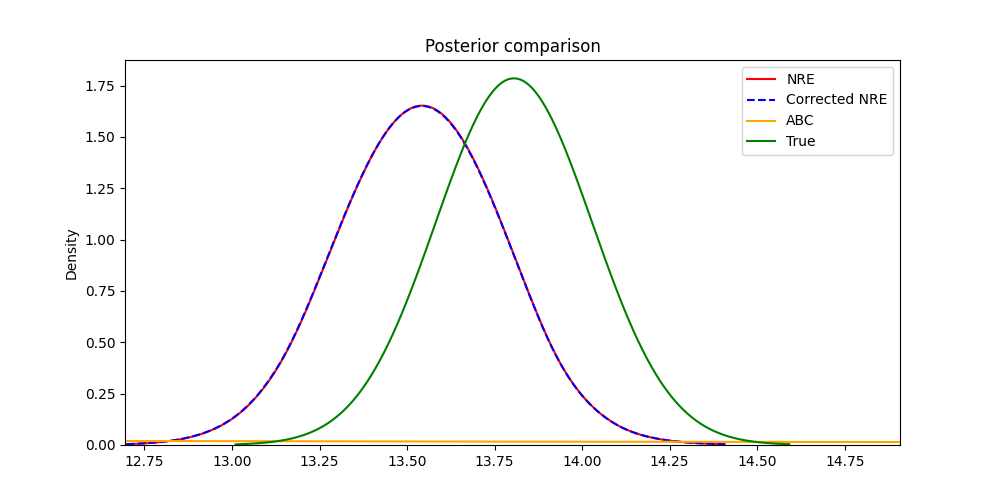 Posterior comparison
NRE
Corrected NRE
ABC
True
Density
1.75
1.50
1.25
1.00
0.75
0.50
0.25
0.00
12.75 13.00 13.25 13.50 13.75 14.00 14.25 14.50 14.75